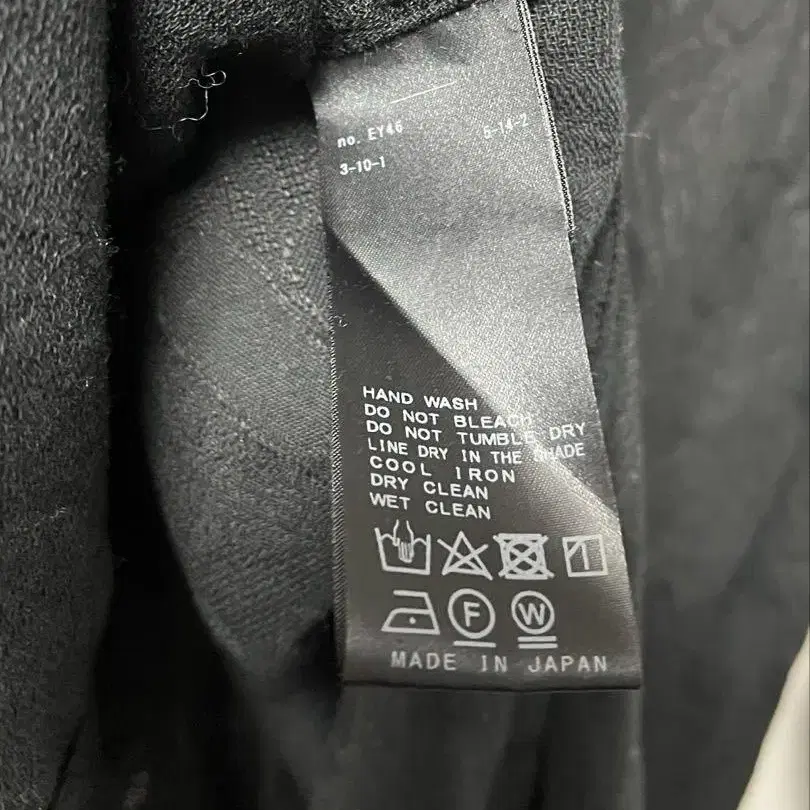 no. EY46
5-14-2
3-10-1
HAND WASH
DO NOT BLEACH
DO NOT TUMBLE DRY
LINE DRY IN THE SHADE
COOL IRON
DRY CLEAN
WET CLEAN
F W
MADE IN JAPAN